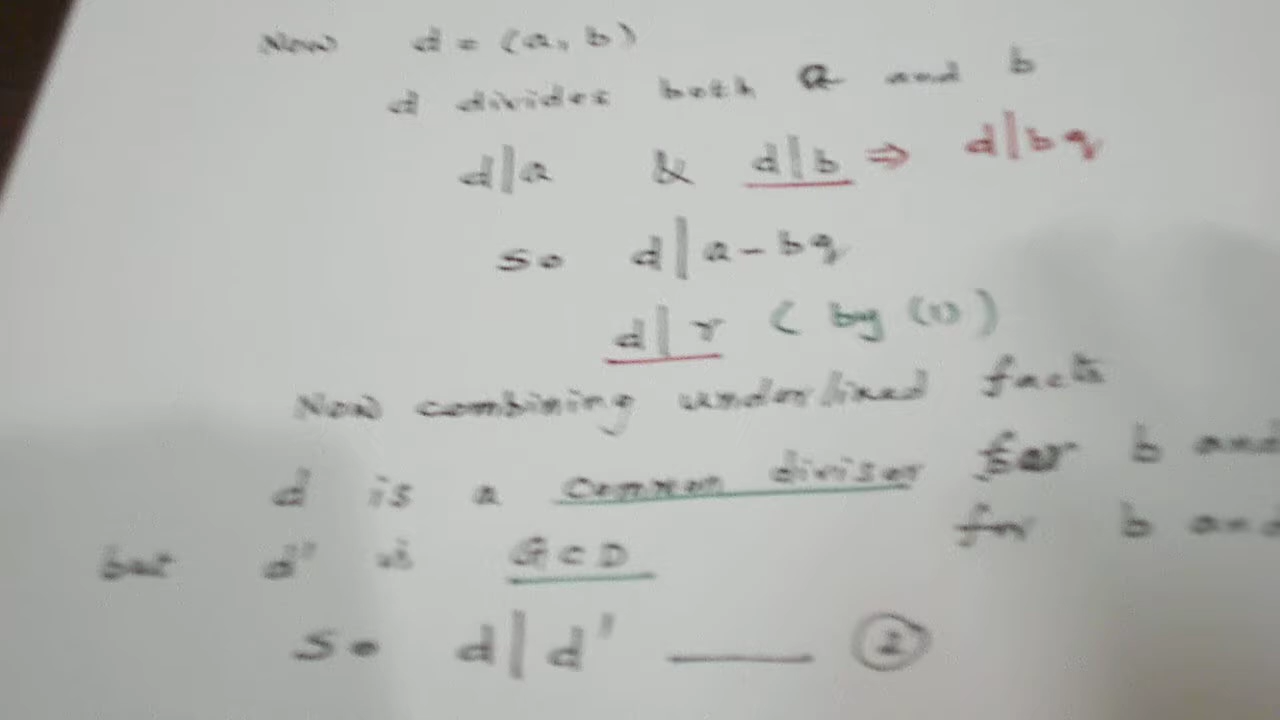 Now d = (a, b)
d divides both a and b
d|a & d|b ⇒ d|bq
so d|a-bq
d|r (by (1))
Now combining underlined facts
d is a common divisor for b and
but d' is GCD for b and
So d|d' —— ②